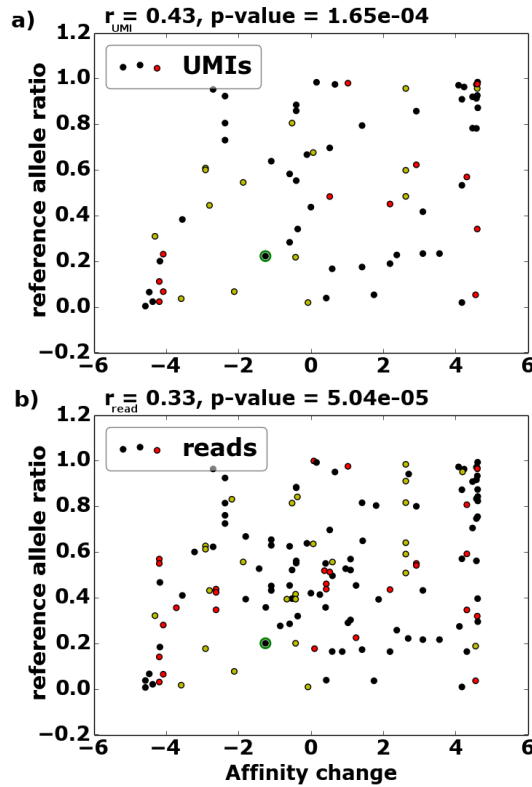 a) r = 0.43, p-value = 1.65e-04
UMI
UMIs
reference allele ratio
1.2
1.0
0.8
0.6
0.4
0.2
0.0
−0.2
−6 −4 −2 0 2 4 6
b) r = 0.33, p-value = 5.04e-05
read
reads
reference allele ratio
1.2
1.0
0.8
0.6
0.4
0.2
0.0
−0.2
−6 −4 −2 0 2 4 6
Affinity change